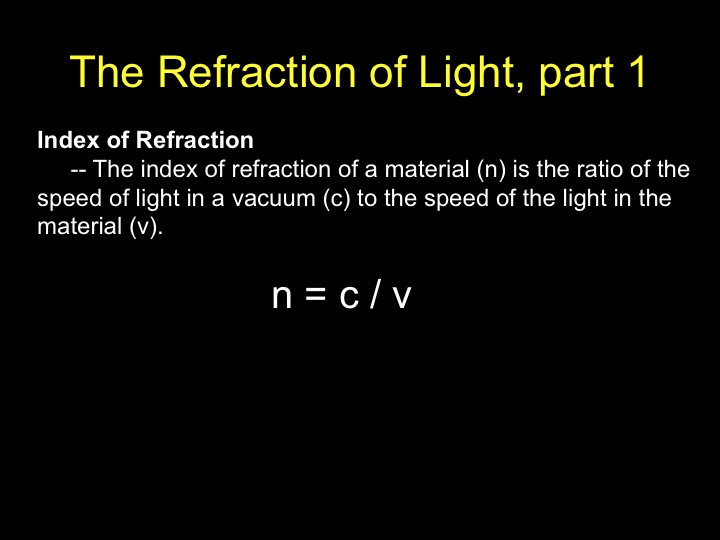 The Refraction of Light, part 1
Index of Refraction
-- The index of refraction of a material (n) is the ratio of the
speed of light in a vacuum (c) to the speed of the light in the
material (v).
n = c / v